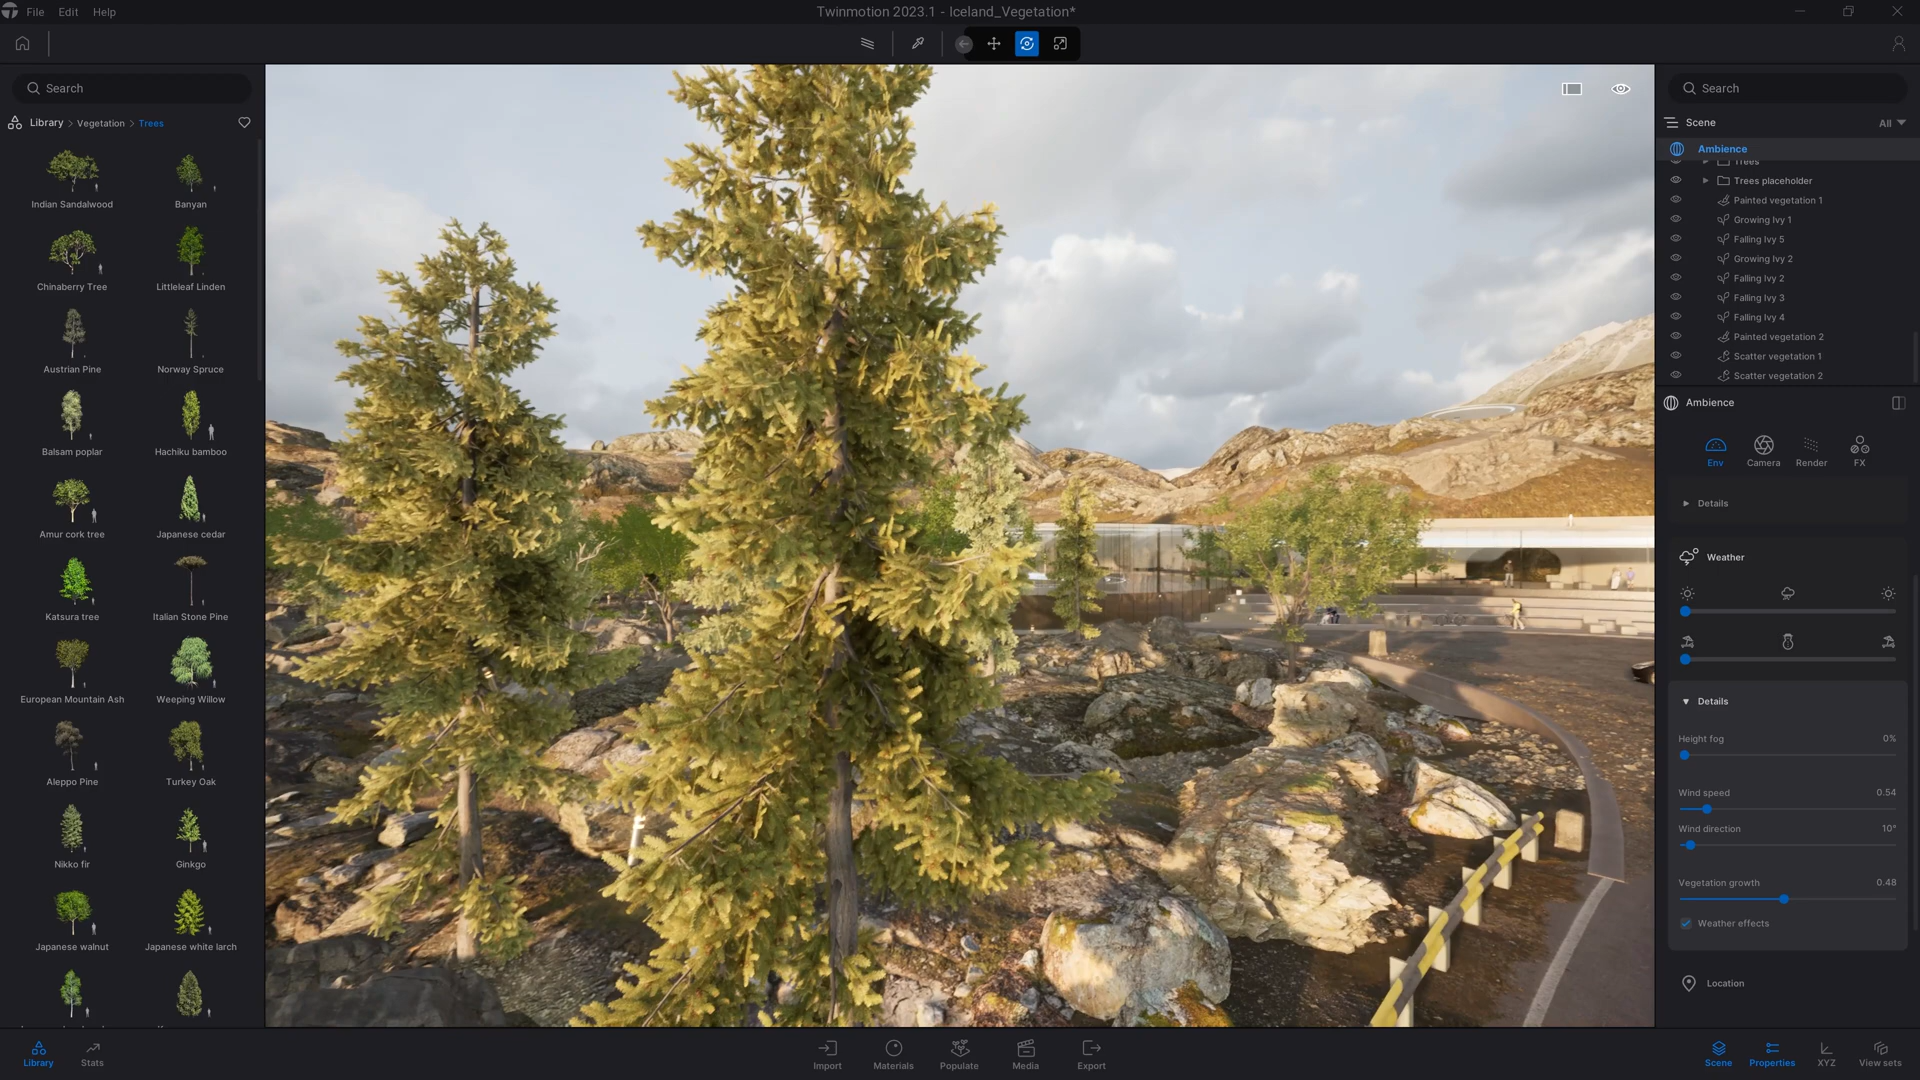 File Edit Help
Twinmotion 2023.1 - Iceland_Vegetation*
Search
Library > Vegetation > Trees
Indian Sandalwood
Banyan
Chinaberry Tree
Littleleaf Linden
Austrian Pine
Norway Spruce
Balsam poplar
Hachiku bamboo
Amur cork tree
Japanese cedar
Katsura tree
Italian Stone Pine
European Mountain Ash
Weeping Willow
Aleppo Pine
Turkey Oak
Nikko fir
Ginkgo
Japanese walnut
Japanese white larch
Search
Scene
All
Ambience
Trees
Trees placeholder
Painted vegetation 1
Growing Ivy 1
Falling Ivy 5
Growing Ivy 2
Falling Ivy 2
Falling Ivy 3
Falling Ivy 4
Painted vegetation 2
Scatter vegetation 1
Scatter vegetation 2
Ambience
Env Camera Render FX
Details
Weather
Details
Height fog 0%
Wind speed 0.54
Wind direction 10°
Vegetation growth 0.48
Weather effects
Location
Library Stats Import Materials Populate Media Export Scene Properties XYZ View sets